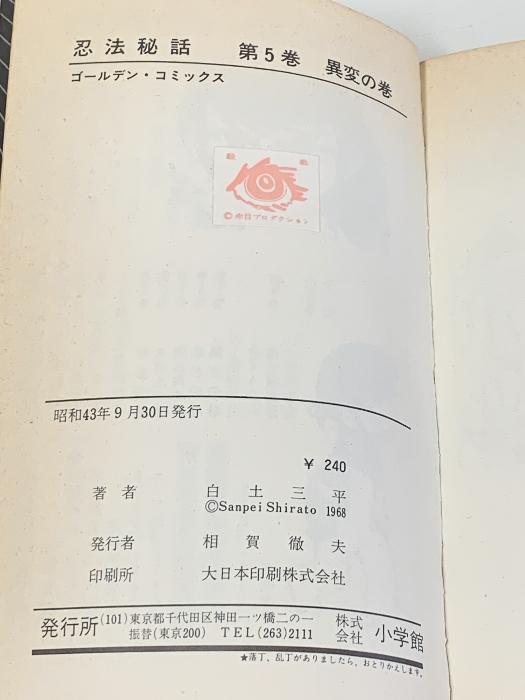 忍法秘話 第5巻 異変の巻
ゴールデン・コミックス
©赤目プロダクション
昭和43年9月30日発行
¥ 240
著者 白土三平
©Sanpei Shirato 1968
発行者 相賀徹夫
印刷所 大日本印刷株式会社
発行所 (101)東京都千代田区神田一ツ橋二の一 株式会社 小学館
振替(東京200) TEL(263)2111
★落丁、乱丁がありましたら、おとりかえします。